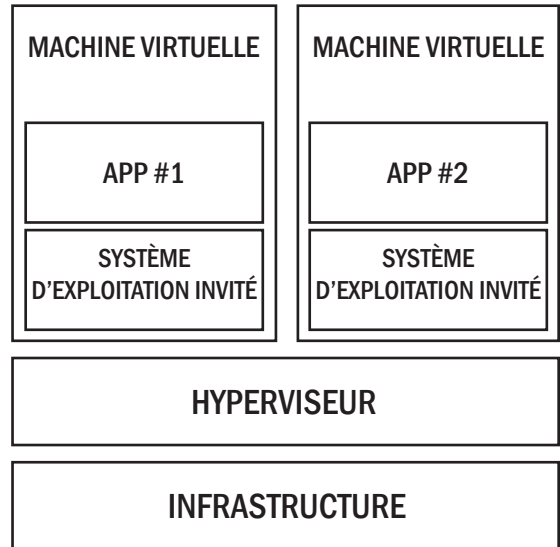 MACHINE VIRTUELLE
APP #1
SYSTÈME
D'EXPLOITATION INVITÉ
MACHINE VIRTUELLE
APP #2
SYSTÈME
D'EXPLOITATION INVITÉ
HYPERVISEUR
INFRASTRUCTURE